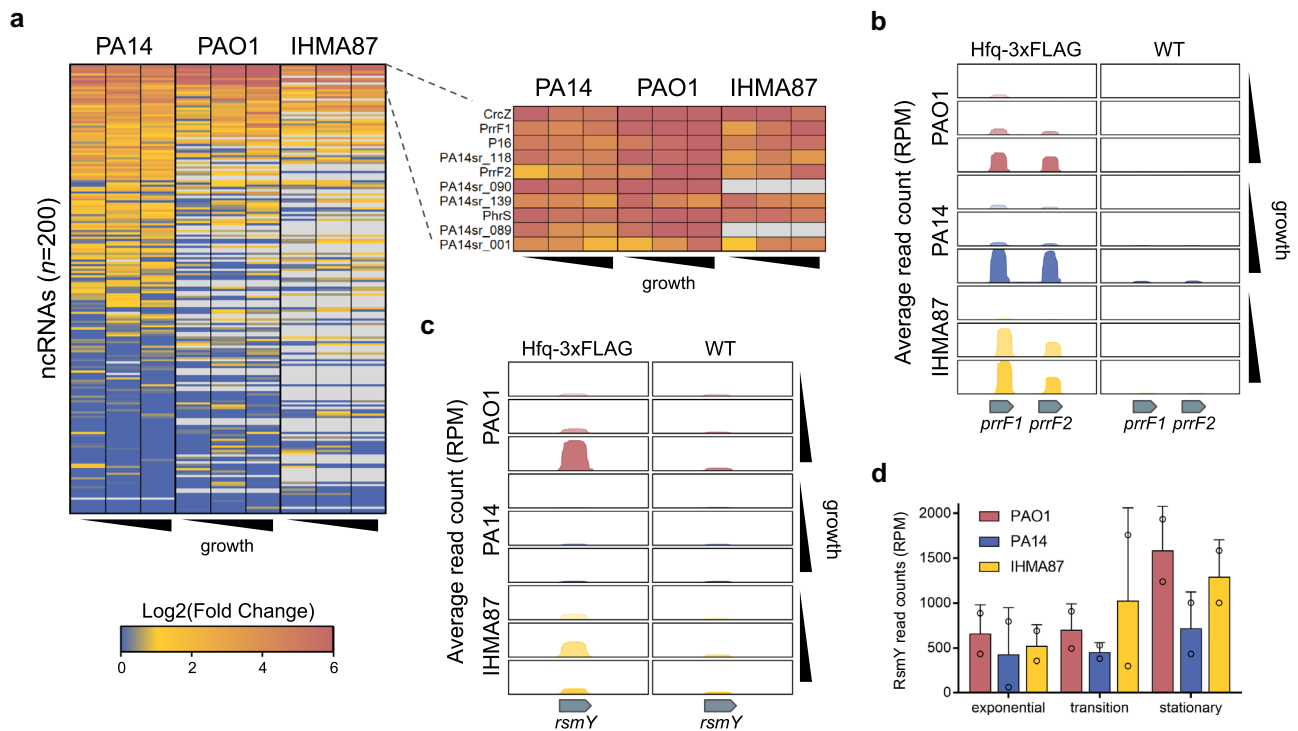 a
PA14 PAO1 IHMA87
ncRNAs (n=200)
growth
Log2(Fold Change)
0 2 4 6
PA14 PAO1 IHMA87
CrcZ
PrrF1
P16
PA14sr_118
PrrF2
PA14sr_090
PA14sr_139
PhrS
PA14sr_089
PA14sr_001
growth
b
Hfq-3xFLAG WT
Average read count (RPM)
PAO1
PA14
IHMA87
growth
prrF1 prrF2 prrF1 prrF2
c
Hfq-3xFLAG WT
Average read count (RPM)
PAO1
PA14
IHMA87
growth
rsmY rsmY
d
RsmY read counts (RPM)
2000
1500
1000
500
0
PAO1
PA14
IHMA87
exponential transition stationary